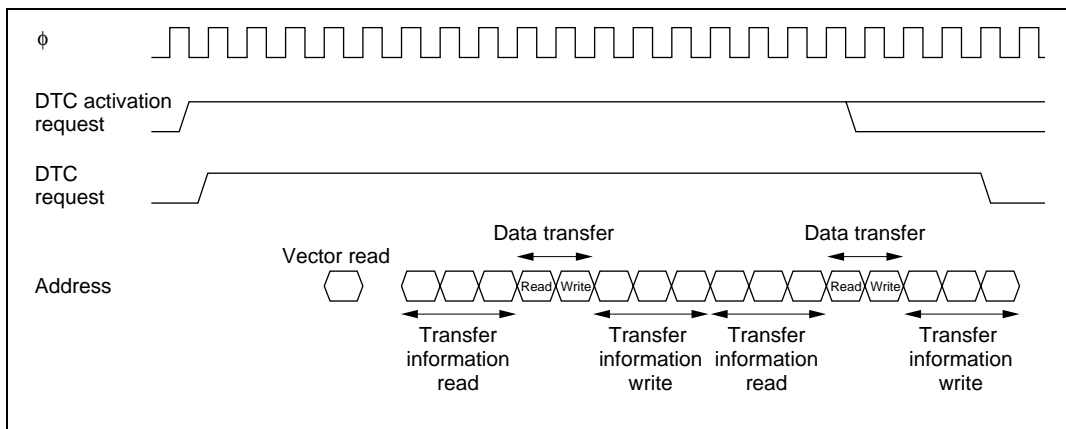 ϕ
DTC activation
request
DTC
request
Data transfer
Data transfer
Vector read
Address
Read
Write
Read
Write
Transfer
information
read
Transfer
information
write
Transfer
information
read
Transfer
information
write